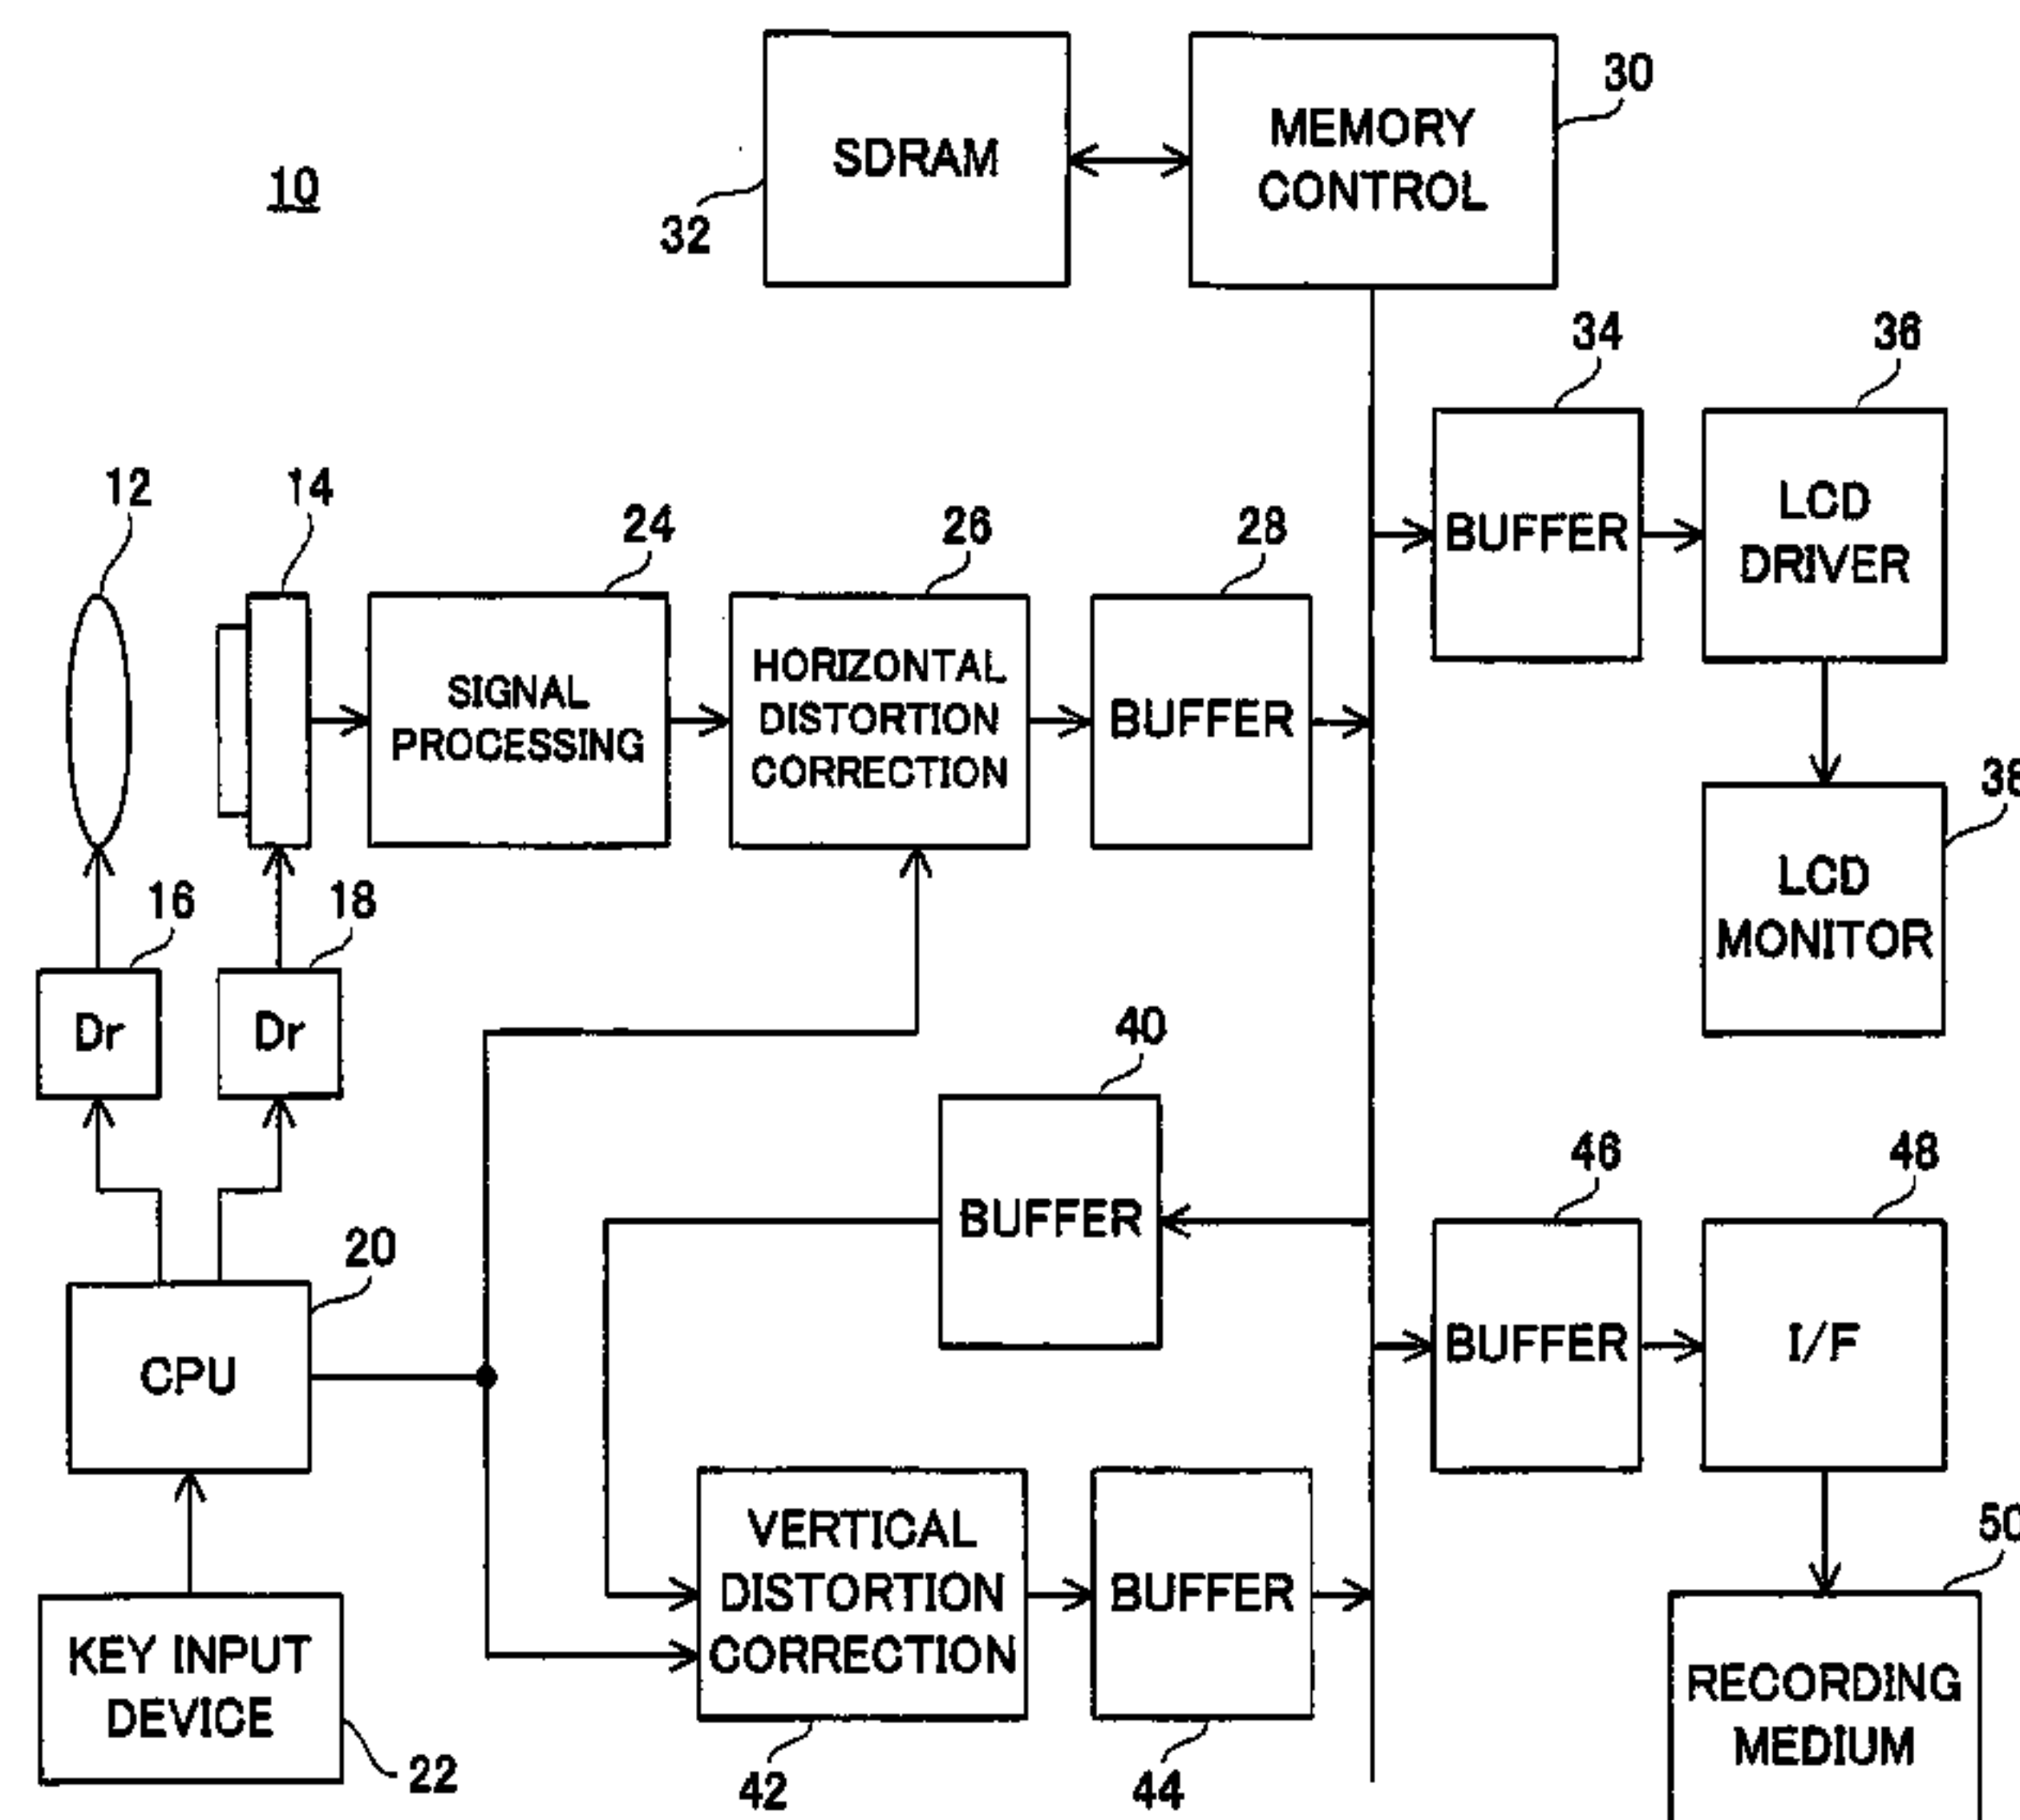 10
SDRAM
32
MEMORY
CONTROL
30
34
36
BUFFER
LCD
DRIVER
12
14
24
26
28
SIGNAL
PROCESSING
HORIZONTAL
DISTORTION
CORRECTION
BUFFER
38
LCD
MONITOR
16
18
Dr
Dr
40
BUFFER
46
48
BUFFER
I/F
20
CPU
VERTICAL
DISTORTION
CORRECTION
BUFFER
42
44
KEY INPUT
DEVICE
22
50
RECORDING
MEDIUM